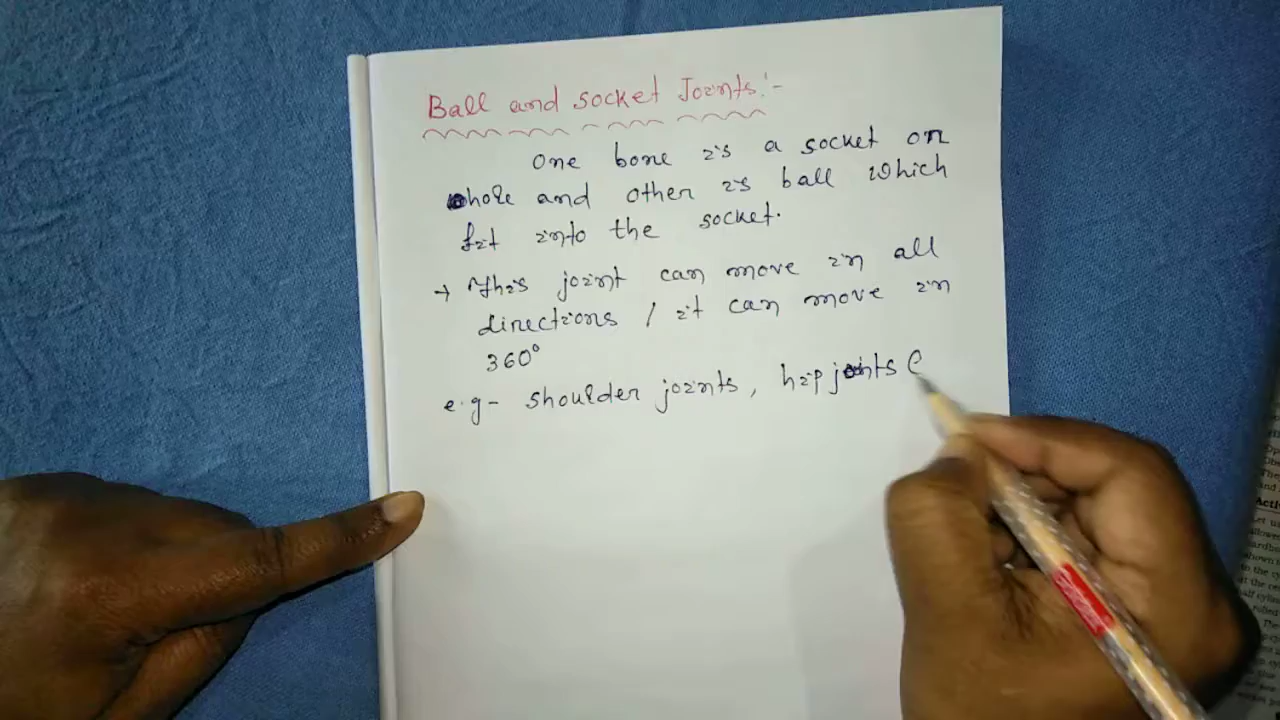 Ball and socket Joints:-
One bone is a socket or
hole and other is ball which
fit into the socket.
→ This joint can move in all
directions / it can move in
360°
e.g- shoulder joints, hip joints (